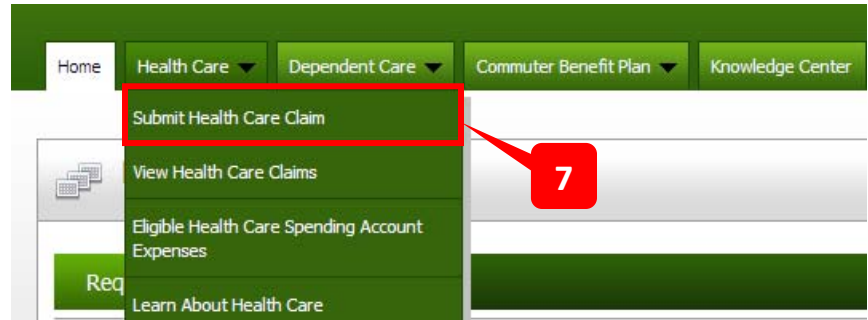 Home Health Care Dependent Care Commuter Benefit Plan Knowledge Center
Submit Health Care Claim
7
View Health Care Claims
Eligible Health Care Spending Account
Expenses
Req
Learn About Health Care